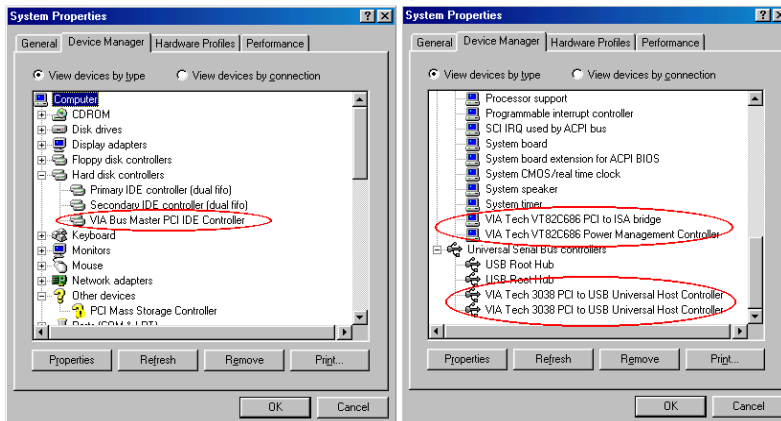 System Properties
General
Device Manager
Hardware Profiles
Performance
View devices by type
View devices by connection
Computer
CDROM
Disk drives
Display adapters
Floppy disk controllers
Hard disk controllers
Primary IDE controller (dual fifo)
Secondary IDE controller (dual fifo)
VIA Bus Master PCI IDE Controller
Keyboard
Monitors
Mouse
Network adapters
Other devices
PCI Mass Storage Controller
Ports (COM & LPT)
Properties
Refresh
Remove
Print...
OK
Cancel
System Properties
General
Device Manager
Hardware Profiles
Performance
View devices by type
View devices by connection
Processor support
Programmable interrupt controller
SCI IRQ used by ACPI bus
System board
System board extension for ACPI BIOS
System CMOS/real time clock
System speaker
System timer
VIA Tech VT82C686 PCI to ISA bridge
VIA Tech VT82C686 Power Management Controller
Universal Serial Bus controllers
USB Root Hub
USB Root Hub
VIA Tech 3038 PCI to USB Universal Host Controller
VIA Tech 3038 PCI to USB Universal Host Controller
Properties
Refresh
Remove
Print...
OK
Cancel